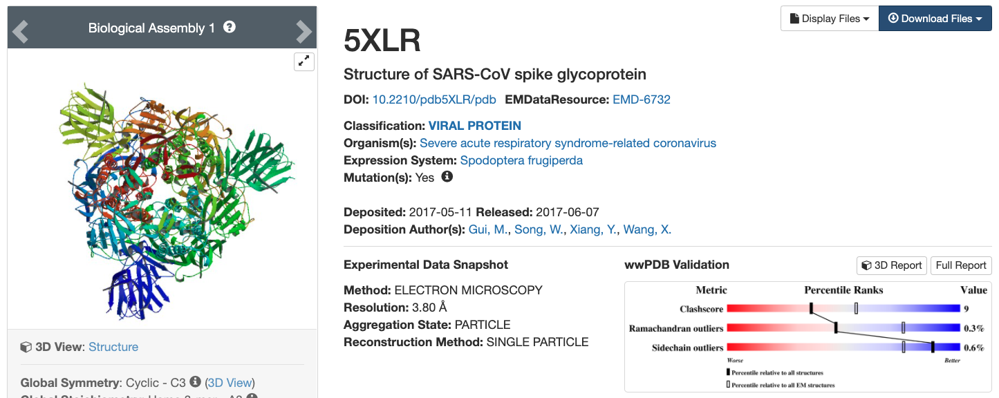 Biological Assembly 1
Display Files
Download Files
5XLR
Structure of SARS-CoV spike glycoprotein
DOI: 10.2210/pdb5XLR/pdb EMDataResource: EMD-6732
Classification: VIRAL PROTEIN
Organism(s): Severe acute respiratory syndrome-related coronavirus
Expression System: Spodoptera frugiperda
Mutation(s): Yes
Deposited: 2017-05-11 Released: 2017-06-07
Deposition Author(s): Gui, M., Song, W., Xiang, Y., Wang, X.
Experimental Data Snapshot
Method: ELECTRON MICROSCOPY
Resolution: 3.80 Å
Aggregation State: PARTICLE
Reconstruction Method: SINGLE PARTICLE
wwPDB Validation
3D Report
Full Report
Metric Percentile Ranks Value
Clashscore 9
Ramachandran outliers 0.3%
Sidechain outliers 0.6%
Worse Better
Percentile relative to all structures
Percentile relative to all EM structures
3D View: Structure
Global Symmetry: Cyclic - C3 (3D View)